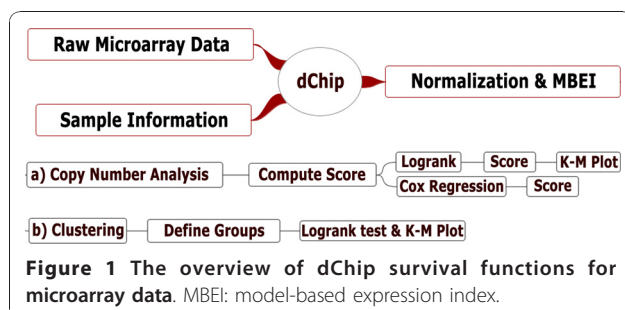 Raw Microarray Data
dChip
Normalization & MBEI
Sample Information
a) Copy Number Analysis
Compute Score
Logrank
Score
K-M Plot
Cox Regression
Score
b) Clustering
Define Groups
Logrank test & K-M Plot
Figure 1 The overview of dChip survival functions for
microarray data. MBEI: model-based expression index.